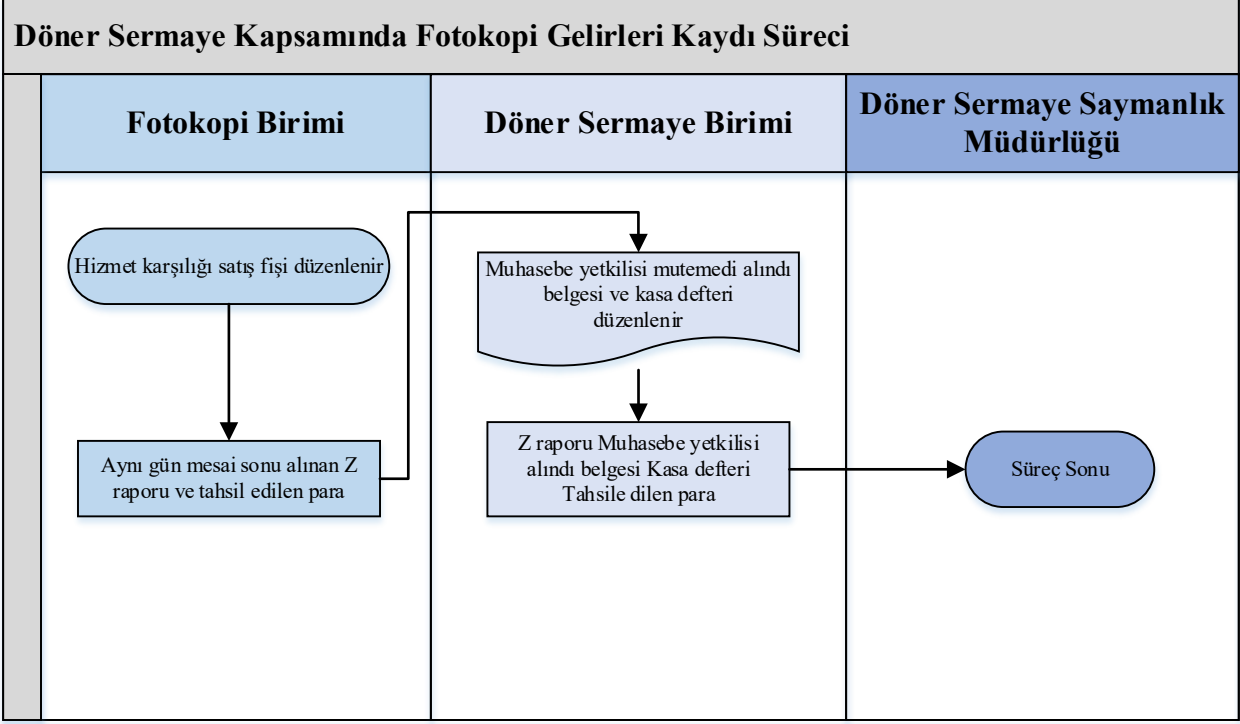 Döner Sermaye Kapsamında Fotokopi Gelirleri Kaydı Süreci
Fotokopi Birimi
Döner Sermaye Birimi
Döner Sermaye Saymanlık
Müdürlüğü
Hizmet karşılığı satış fişi düzenlenir
Aynı gün mesai sonu alınan Z
raporu ve tahsil edilen para
Muhasebe yetkilisi mutemedi alındı
belgesi ve kasa defteri
düzenlenir
Z raporu Muhasebe yetkilisi
alındı belgesi Kasa defteri
Tahsile dilen para
Süreç Sonu